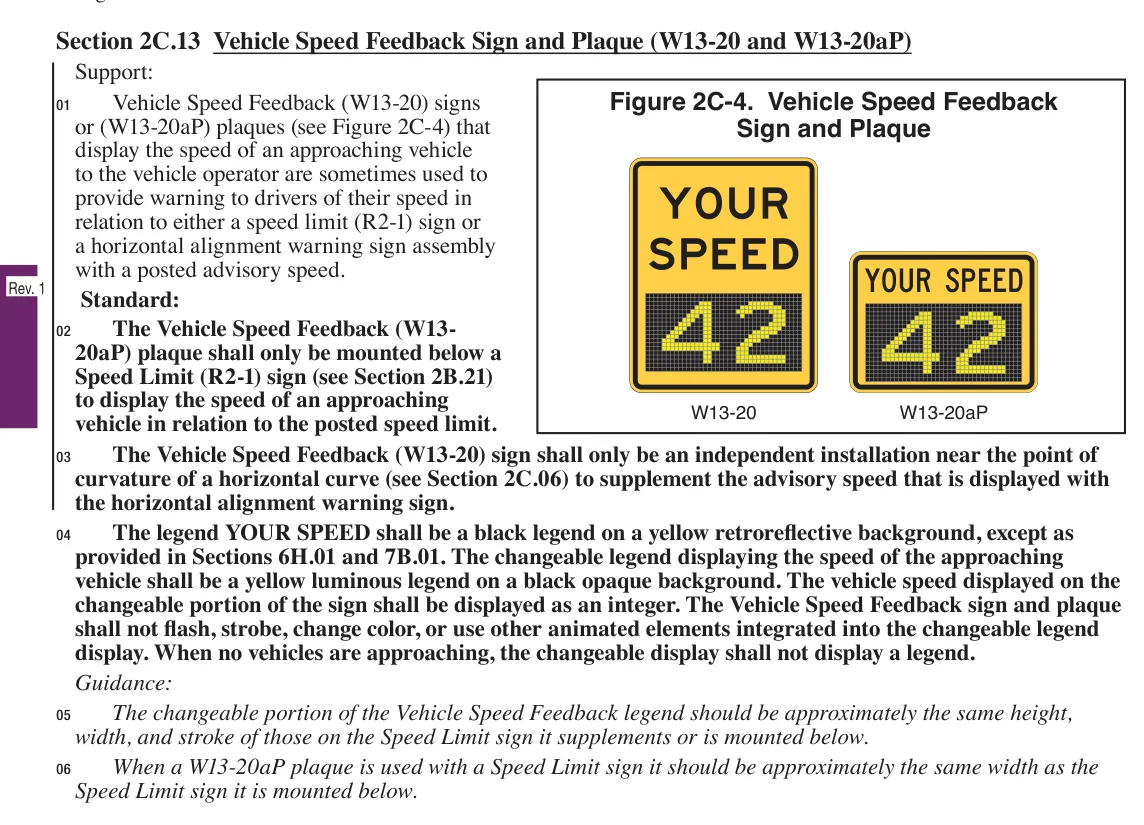 Section 2C.13 Vehicle Speed Feedback Sign and Plaque (W13-20 and W13-20aP)
Support:
01 Vehicle Speed Feedback (W13-20) signs
or (W13-20aP) plaques (see Figure 2C-4) that
display the speed of an approaching vehicle
to the vehicle operator are sometimes used to
provide warning to drivers of their speed in
relation to either a speed limit (R2-1) sign or
a horizontal alignment warning sign assembly
with a posted advisory speed.
Rev. 1
Standard:
02 The Vehicle Speed Feedback (W13-
20aP) plaque shall only be mounted below a
Speed Limit (R2-1) sign (see Section 2B.21)
to display the speed of an approaching
vehicle in relation to the posted speed limit.
Figure 2C-4. Vehicle Speed Feedback
Sign and Plaque
YOUR
SPEED
42
W13-20
YOUR SPEED
42
W13-20aP
03 The Vehicle Speed Feedback (W13-20) sign shall only be an independent installation near the point of
curvature of a horizontal curve (see Section 2C.06) to supplement the advisory speed that is displayed with
the horizontal alignment warning sign.
04 The legend YOUR SPEED shall be a black legend on a yellow retroreflective background, except as
provided in Sections 6H.01 and 7B.01. The changeable legend displaying the speed of the approaching
vehicle shall be a yellow luminous legend on a black opaque background. The vehicle speed displayed on the
changeable portion of the sign shall be displayed as an integer. The Vehicle Speed Feedback sign and plaque
shall not flash, strobe, change color, or use other animated elements integrated into the changeable legend
display. When no vehicles are approaching, the changeable display shall not display a legend.
Guidance:
05 The changeable portion of the Vehicle Speed Feedback legend should be approximately the same height,
width, and stroke of those on the Speed Limit sign it supplements or is mounted below.
06 When a W13-20aP plaque is used with a Speed Limit sign it should be approximately the same width as the
Speed Limit sign it is mounted below.